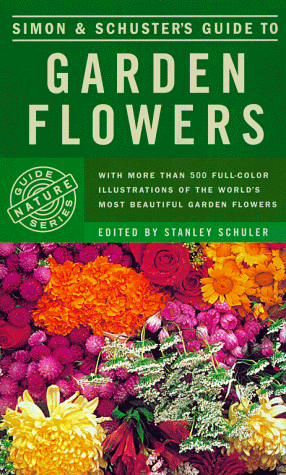 SIMON & SCHUSTER'S GUIDE TO
GARDEN
FLOWERS
GUIDE
NATURE
SERIES
WITH MORE THAN 500 FULL-COLOR
ILLUSTRATIONS OF THE WORLD'S
MOST BEAUTIFUL GARDEN FLOWERS
EDITED BY STANLEY SCHULER